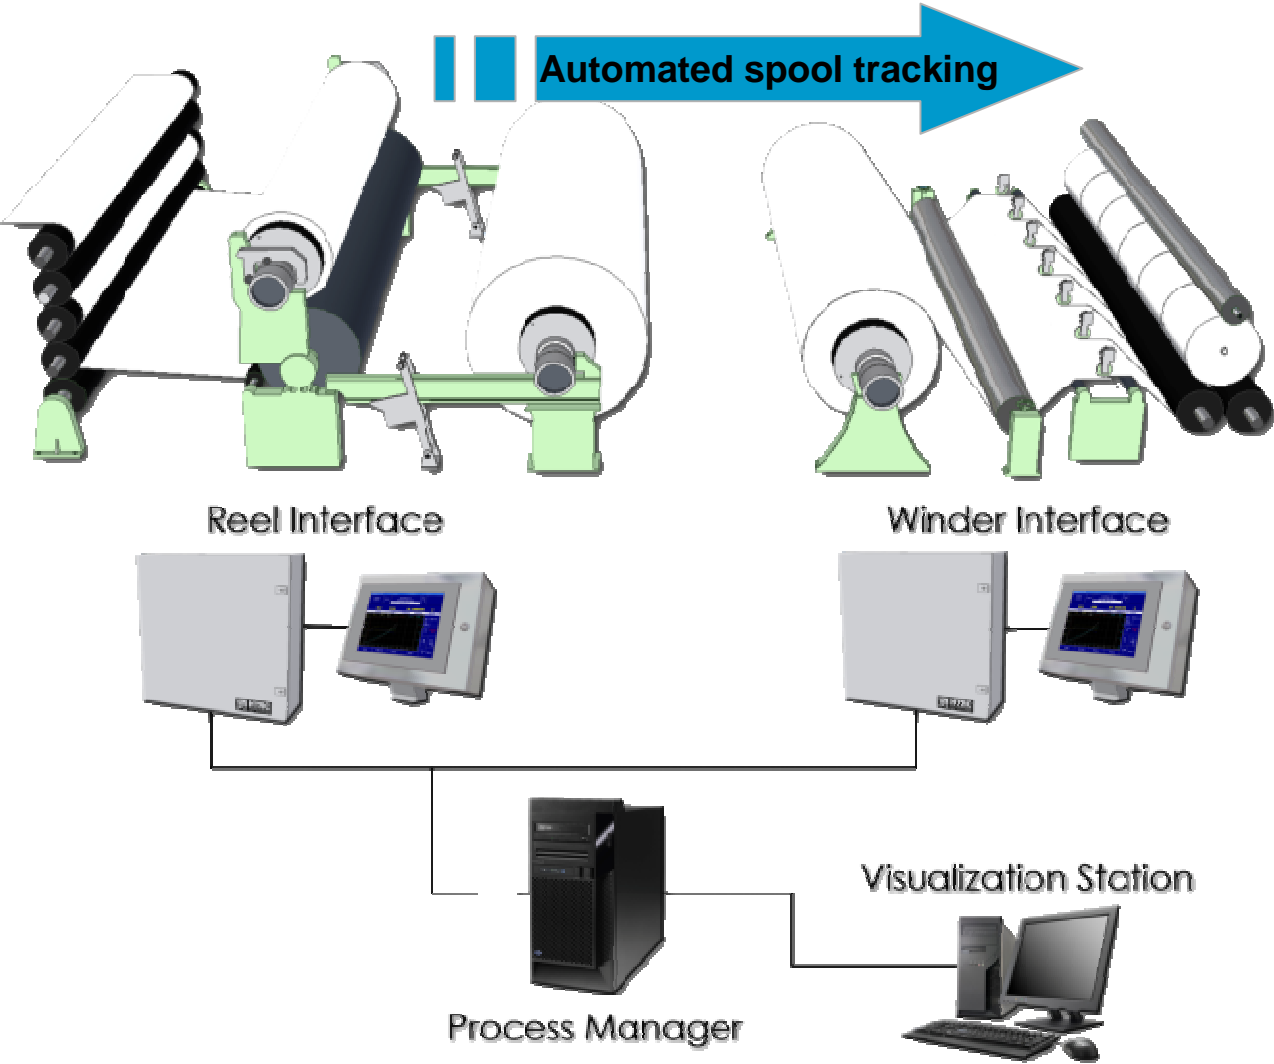 Automated spool tracking
Reel Interface
Winder Interface
Visualization Station
Process Manager